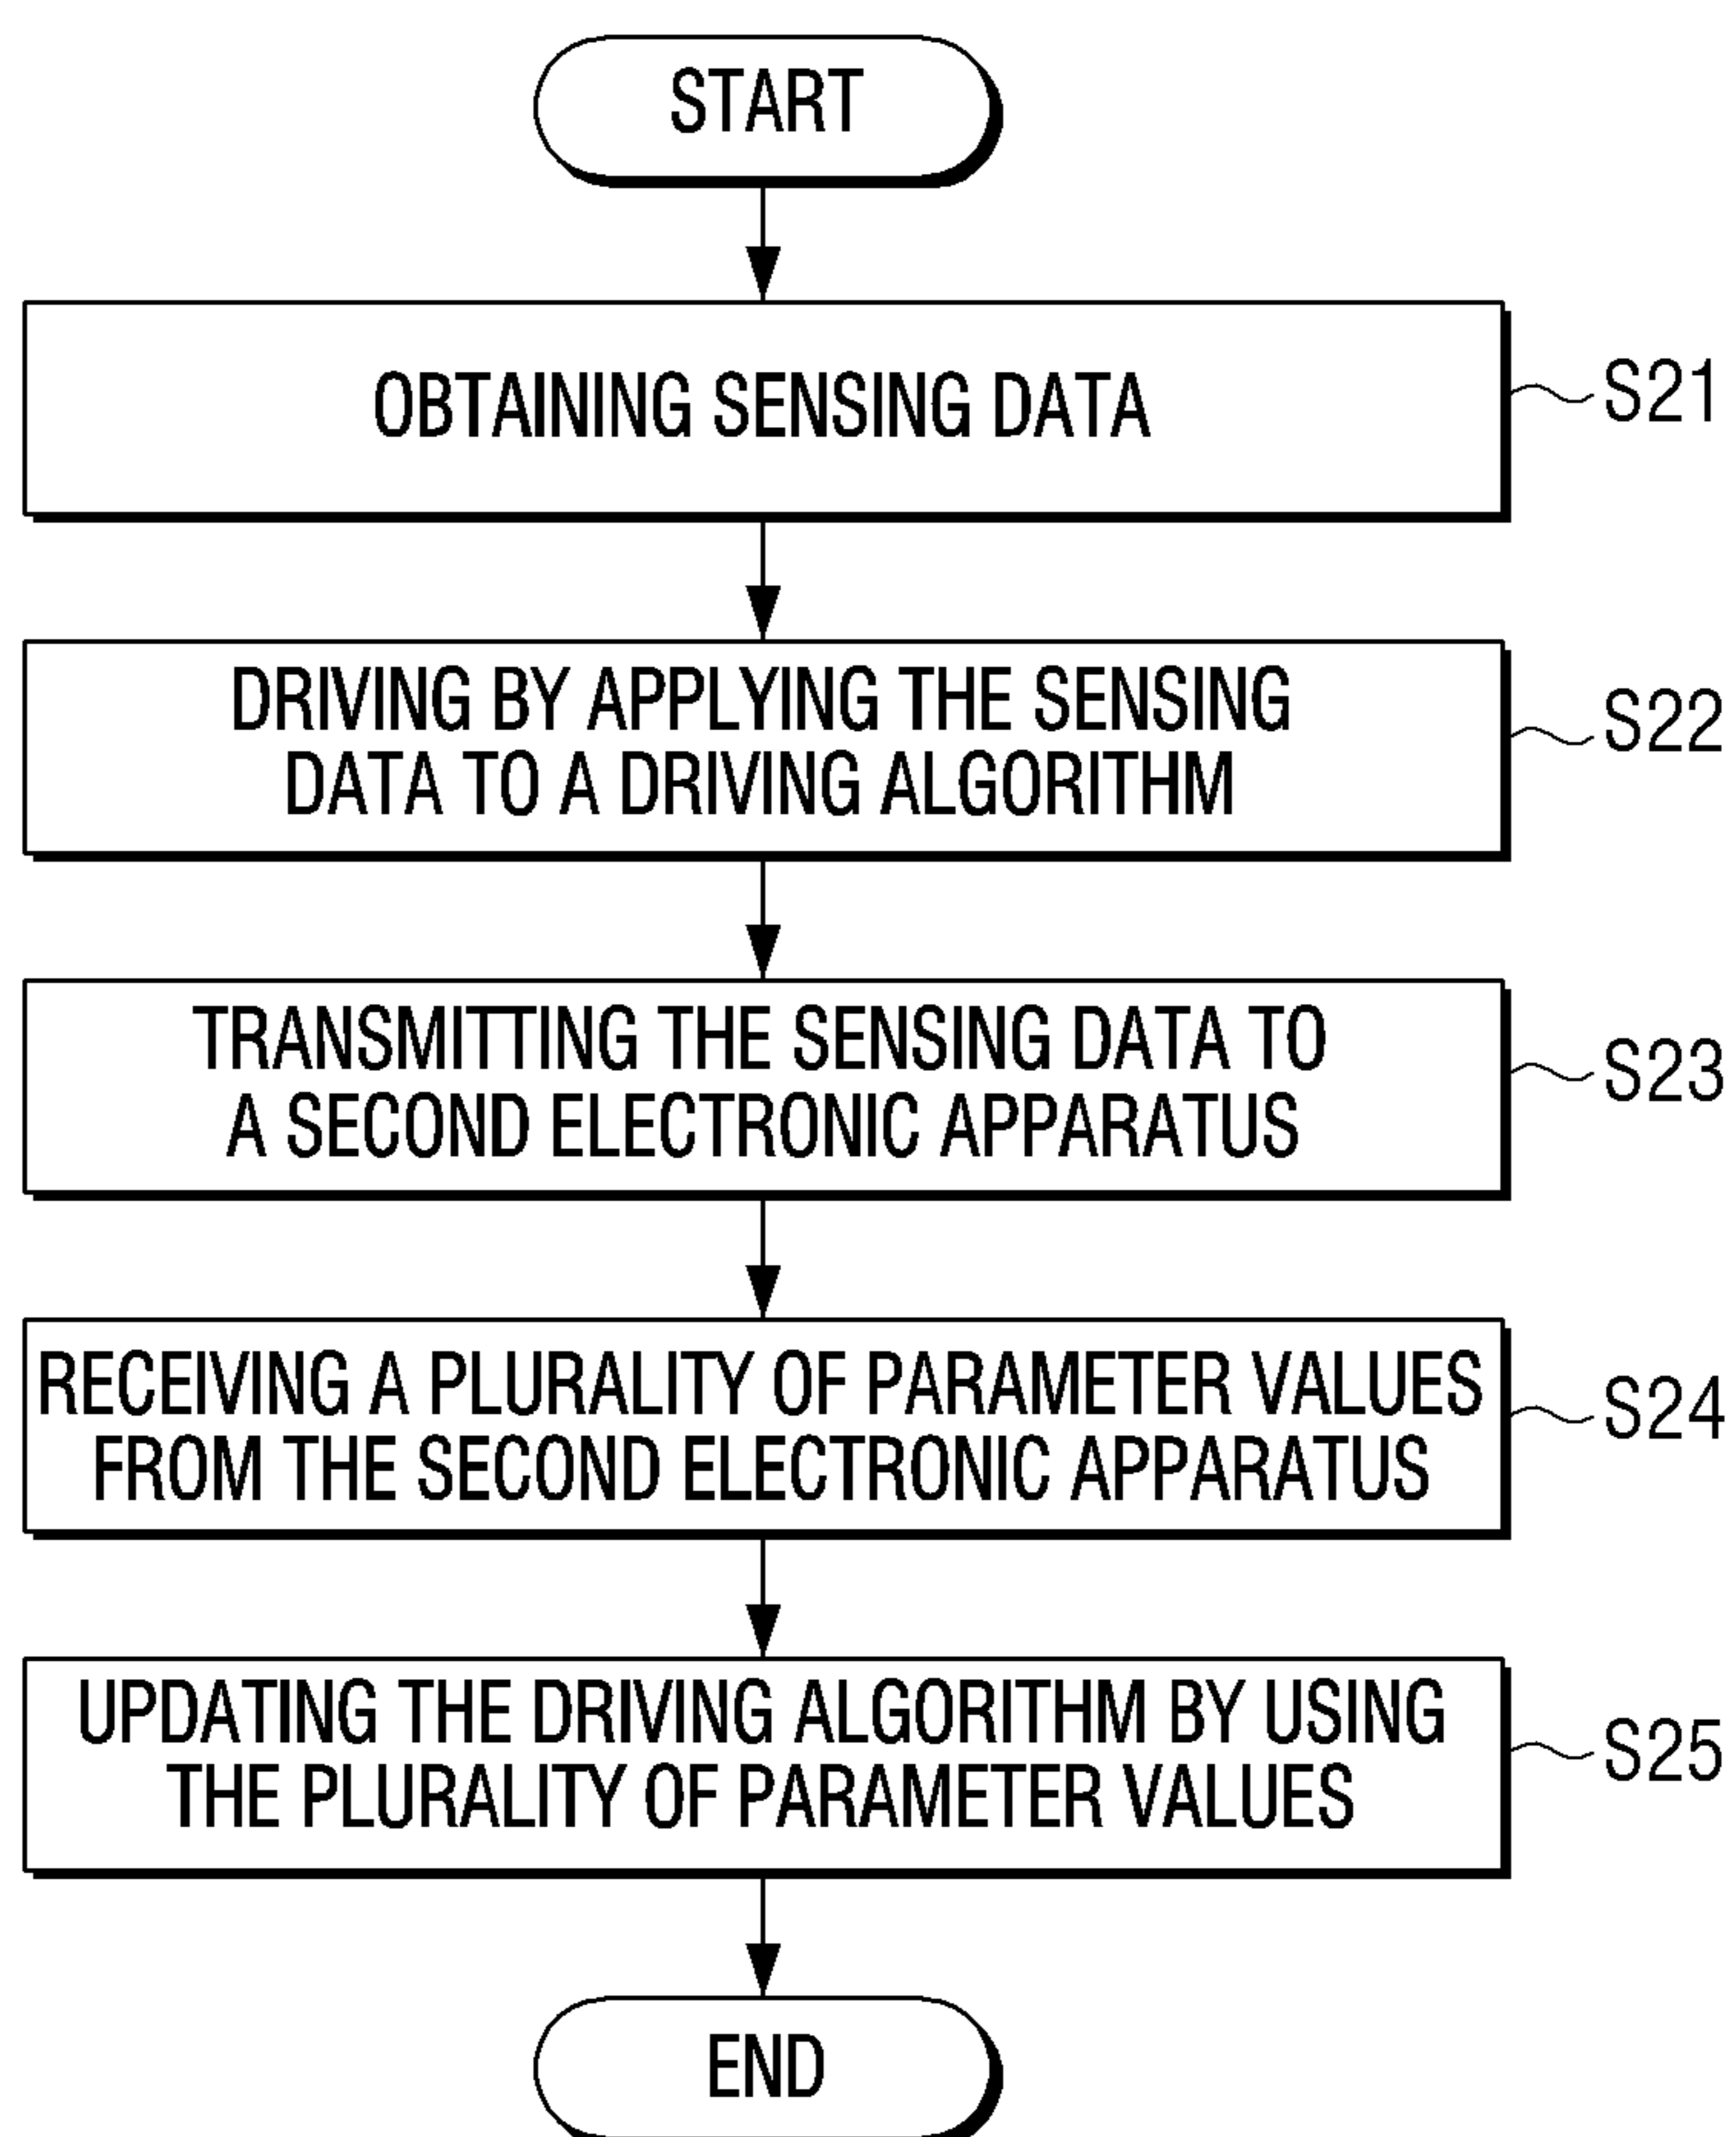 START
OBTAINING SENSING DATA
S21
DRIVING BY APPLYING THE SENSING
DATA TO A DRIVING ALGORITHM
S22
TRANSMITTING THE SENSING DATA TO
A SECOND ELECTRONIC APPARATUS
S23
RECEIVING A PLURALITY OF PARAMETER VALUES
FROM THE SECOND ELECTRONIC APPARATUS
S24
UPDATING THE DRIVING ALGORITHM BY USING
THE PLURALITY OF PARAMETER VALUES
S25
END